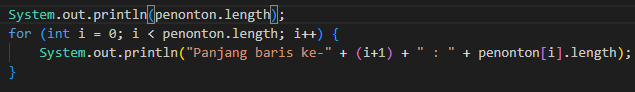 System.out.println(penonton.length);
for (int i = 0; i < penonton.length; i++) {
    System.out.println("Panjang baris ke-" + (i+1) + " : " + penonton[i].length);
}